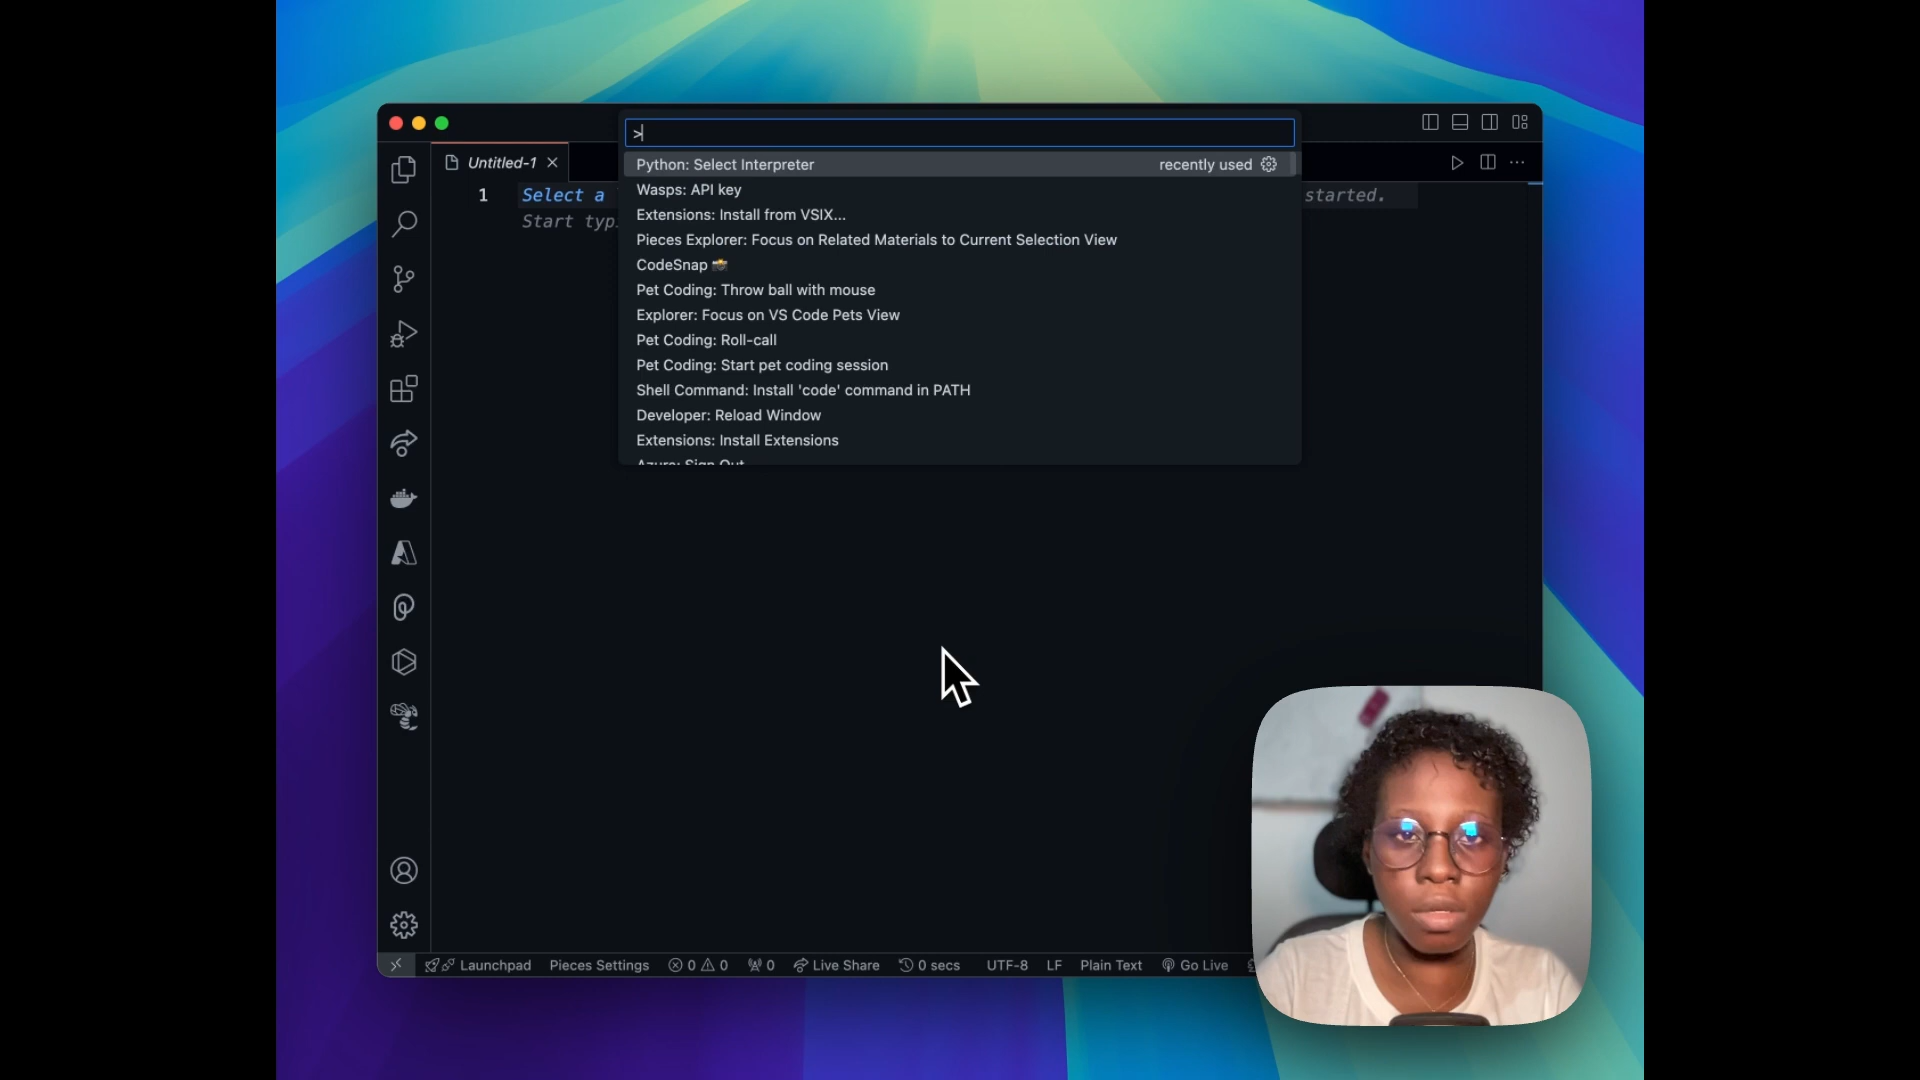 >
Untitled-1
Python: Select Interpreter recently used
1 Select a started.
Start typ
Wasps: API key
Extensions: Install from VSIX...
Pieces Explorer: Focus on Related Materials to Current Selection View
CodeSnap 📸
Pet Coding: Throw ball with mouse
Explorer: Focus on VS Code Pets View
Pet Coding: Roll-call
Pet Coding: Start pet coding session
Shell Command: Install 'code' command in PATH
Developer: Reload Window
Extensions: Install Extensions
Azure: Sign Out
Launchpad Pieces Settings 0 0 0 Live Share 0 secs UTF-8 LF Plain Text Go Live